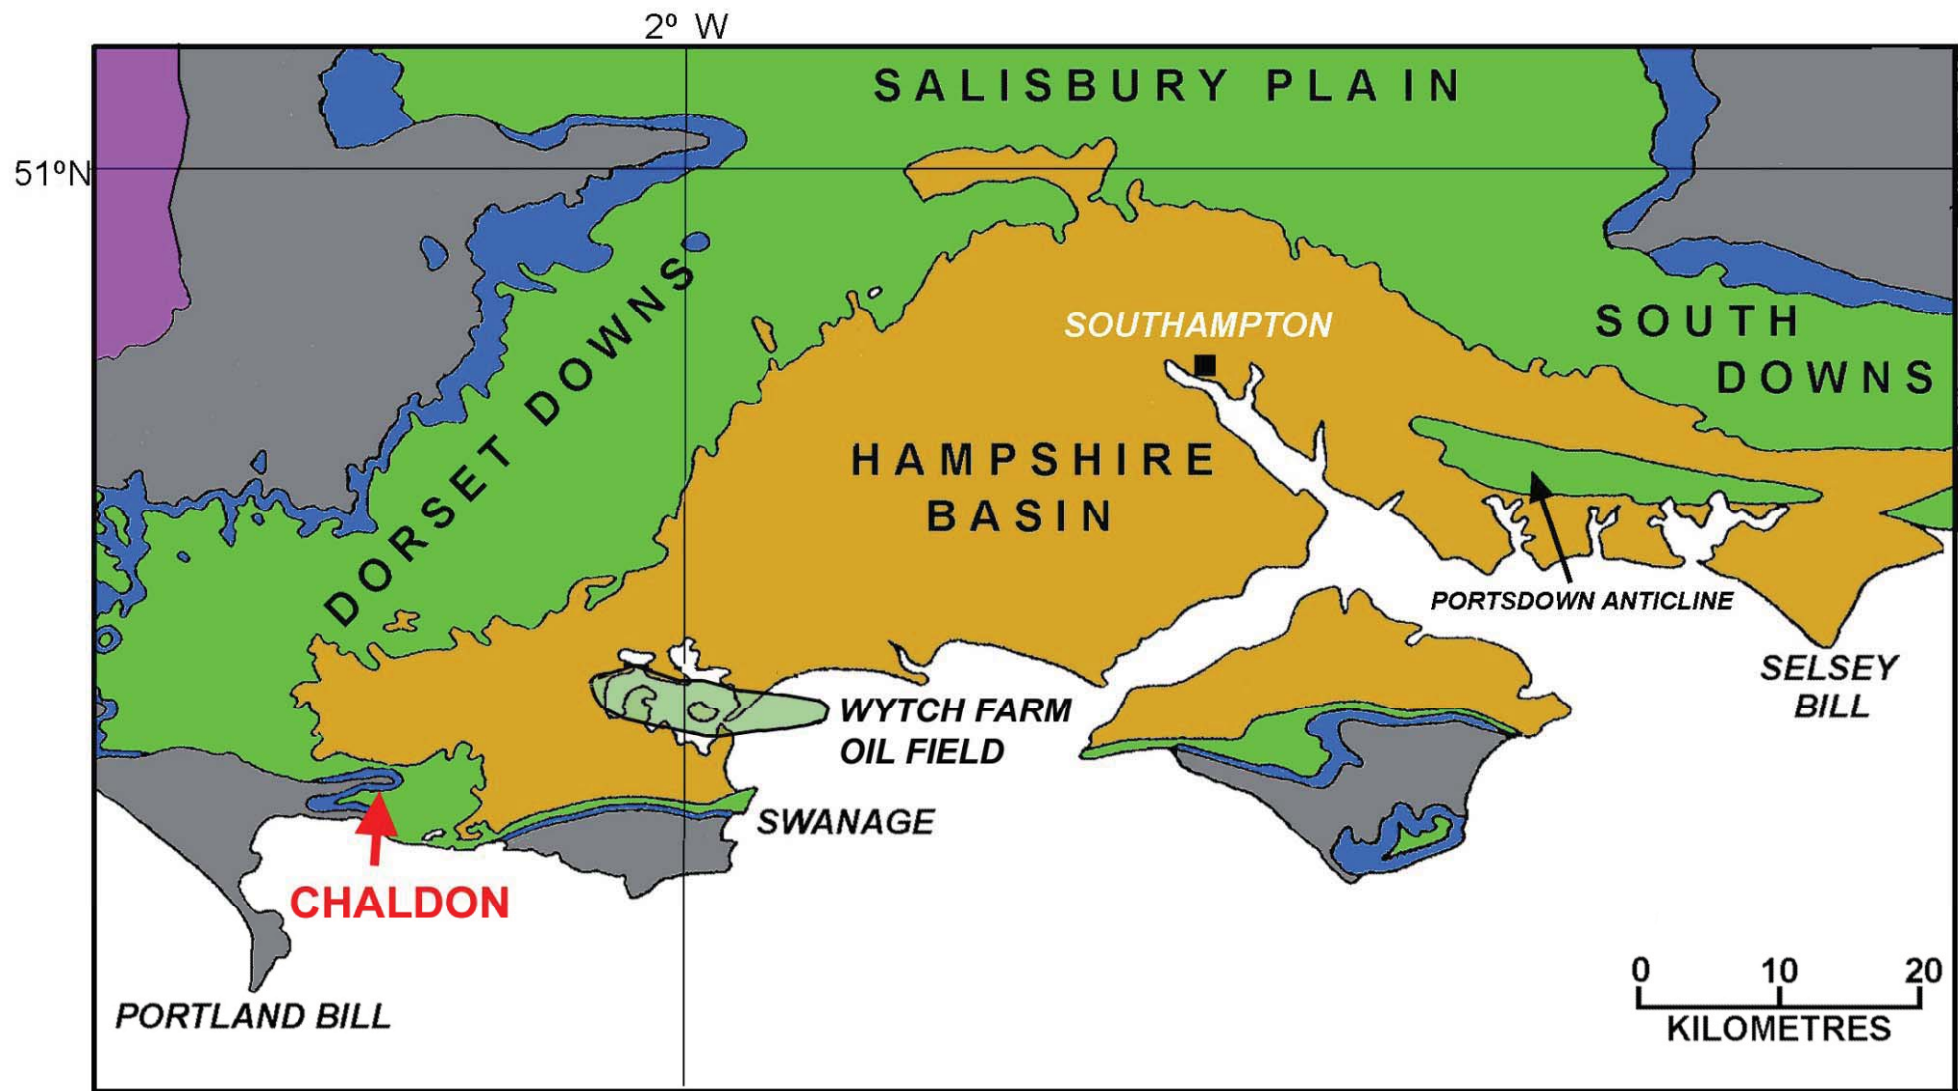 2º W
51ºN
SALISBURY PLAIN
DORSET DOWNS
SOUTHAMPTON
SOUTH
DOWNS
HAMPSHIRE
BASIN
PORTSDOWN ANTICLINE
SELSEY
BILL
WYTCH FARM
OIL FIELD
SWANAGE
CHALDON
PORTLAND BILL
0 10 20
KILOMETRES